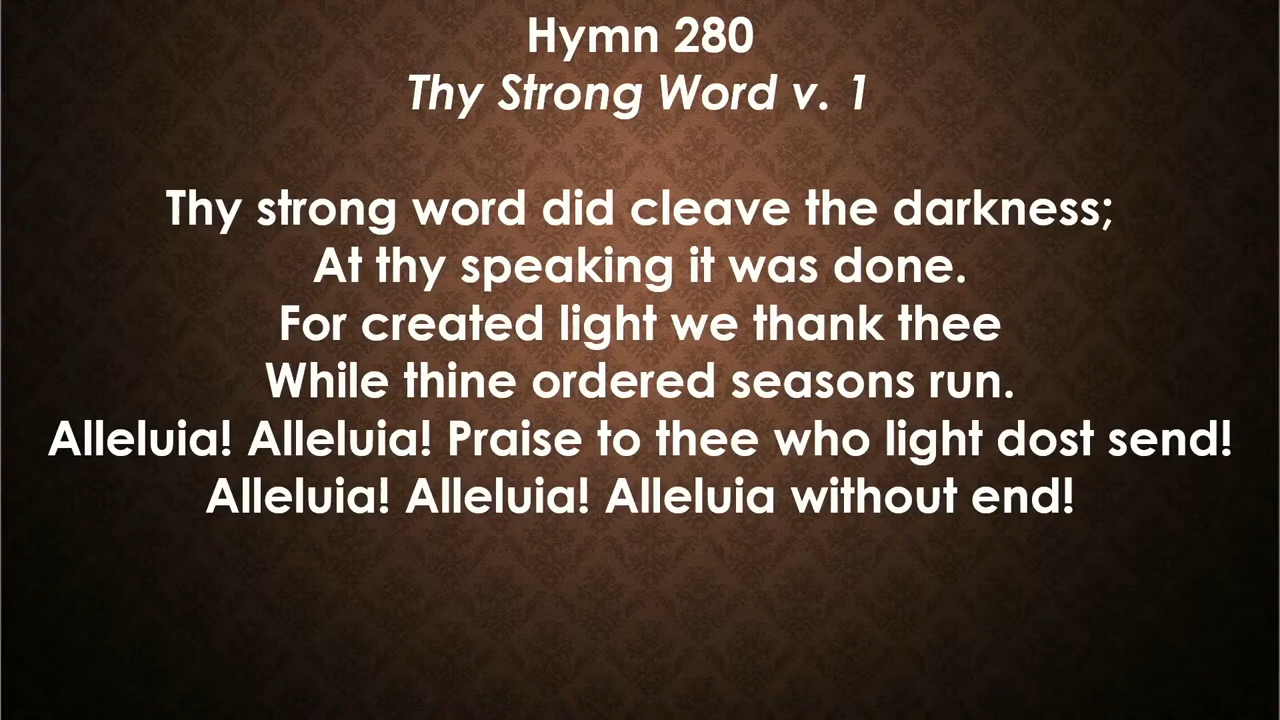 Hymn 280
Thy Strong Word v. 1
Thy strong word did cleave the darkness;
At thy speaking it was done.
For created light we thank thee
While thine ordered seasons run.
Alleluia! Alleluia! Praise to thee who light dost send!
Alleluia! Alleluia! Alleluia without end!